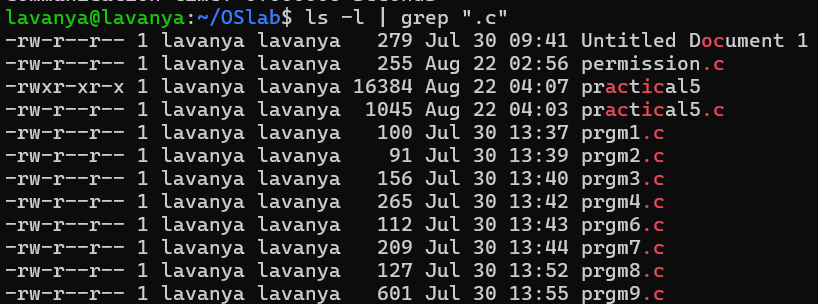 lavanya@lavanya:~/OSlab$ ls -l | grep ".c"
-rw-r--r-- 1 lavanya lavanya   279 Jul 30 09:41 Untitled Document 1
-rw-r--r-- 1 lavanya lavanya   255 Aug 22 02:56 permission.c
-rwxr-xr-x 1 lavanya lavanya 16384 Aug 22 04:07 practical5
-rw-r--r-- 1 lavanya lavanya  1045 Aug 22 04:03 practical5.c
-rw-r--r-- 1 lavanya lavanya   100 Jul 30 13:37 prgm1.c
-rw-r--r-- 1 lavanya lavanya    91 Jul 30 13:39 prgm2.c
-rw-r--r-- 1 lavanya lavanya   156 Jul 30 13:40 prgm3.c
-rw-r--r-- 1 lavanya lavanya   265 Jul 30 13:42 prgm4.c
-rw-r--r-- 1 lavanya lavanya   112 Jul 30 13:43 prgm6.c
-rw-r--r-- 1 lavanya lavanya   209 Jul 30 13:44 prgm7.c
-rw-r--r-- 1 lavanya lavanya   127 Jul 30 13:52 prgm8.c
-rw-r--r-- 1 lavanya lavanya   601 Jul 30 13:55 prgm9.c